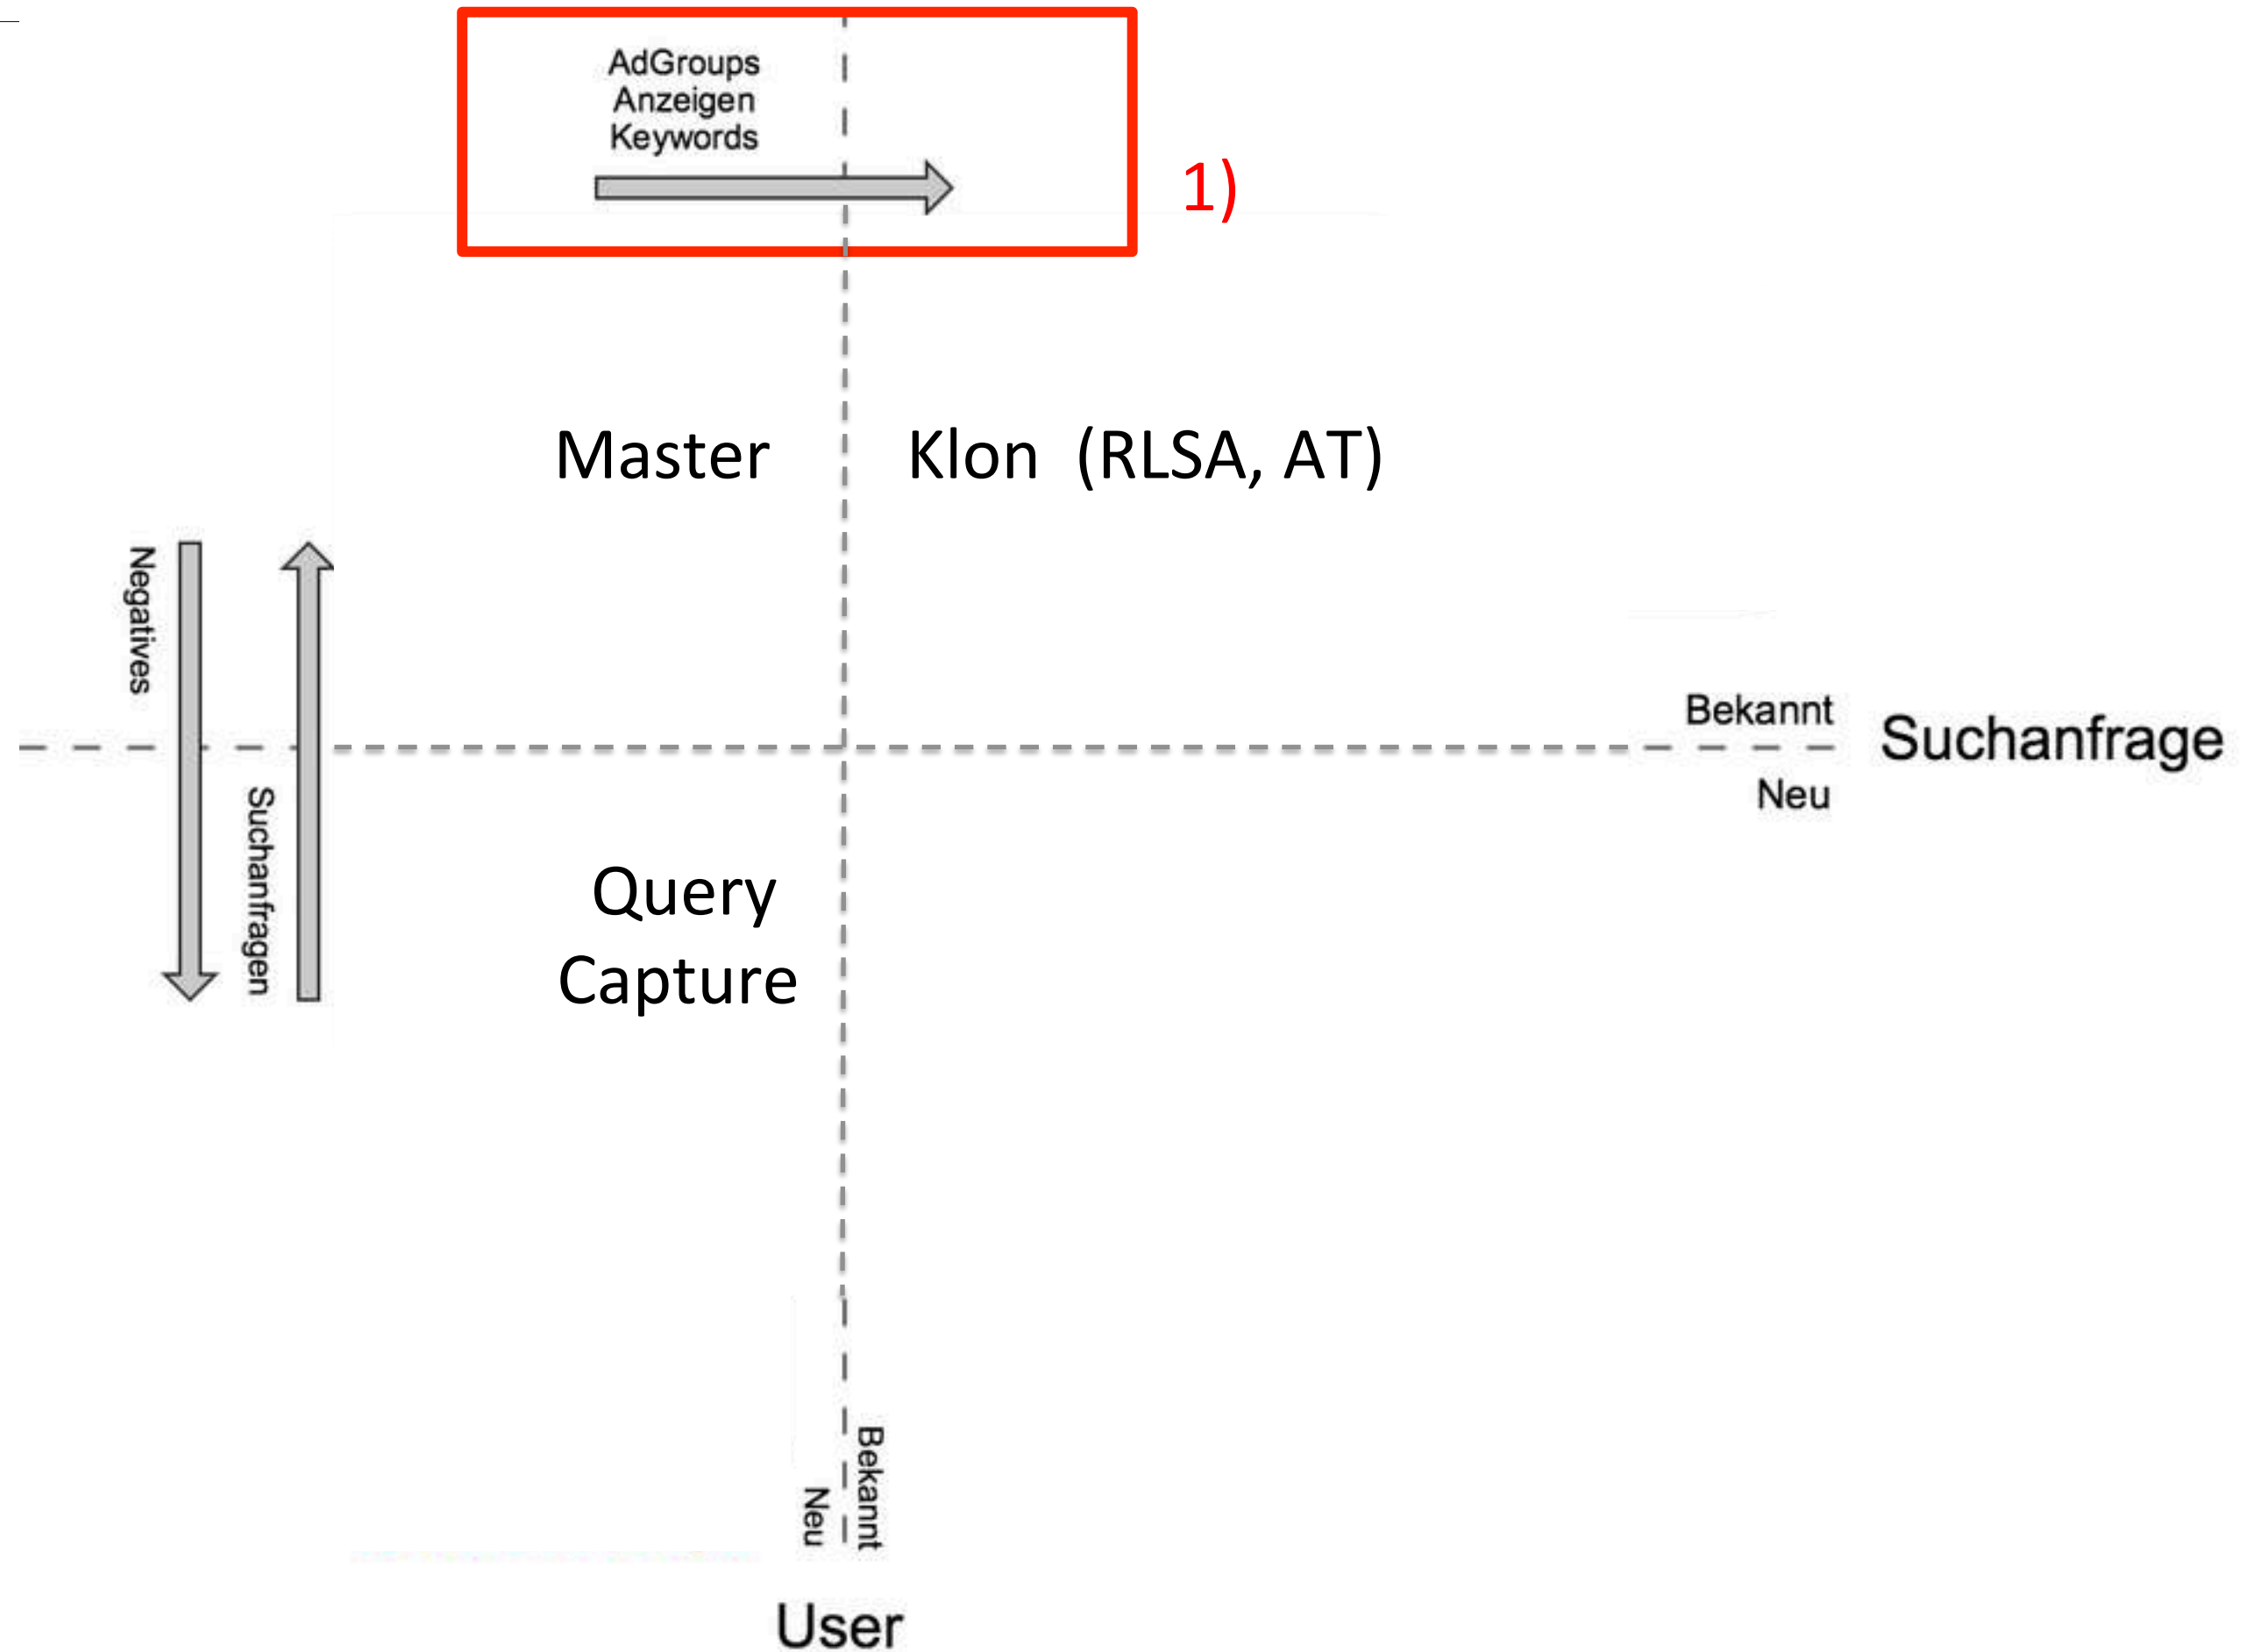 AdGroups
Anzeigen
Keywords
1)
Master
Klon (RLSA, AT)
Negatives
Suchanfragen
Bekannt
Suchanfrage
Neu
Query
Capture
Bekannt
Neu
User